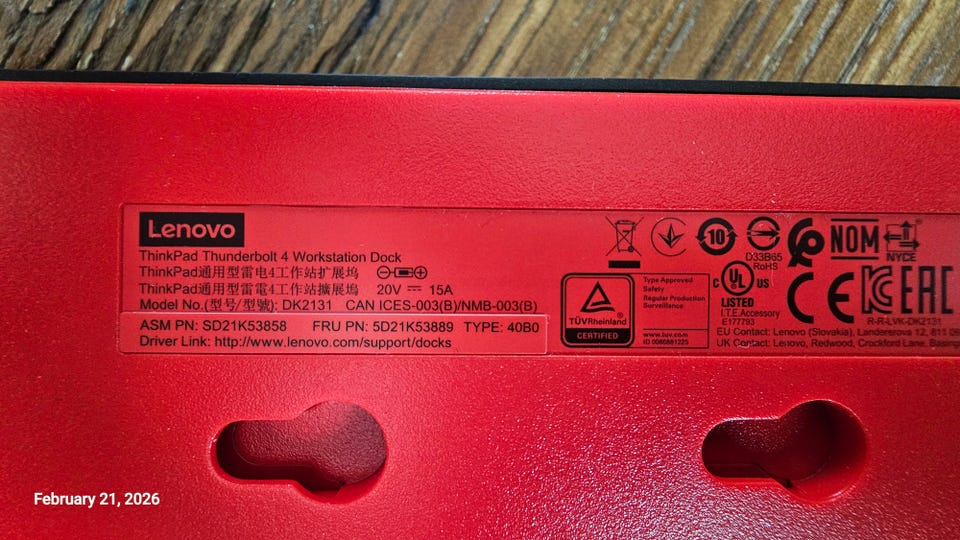 Lenovo
ThinkPad Thunderbolt 4 Workstation Dock
ThinkPad通用型雷电4工作站扩展坞
ThinkPad通用型雷電4工作站擴展塢 20V 15A
Model No.(型号/型號): DK2131 CAN ICES-003(B)/NMB-003(B)
ASM PN: SD21K53858 FRU PN: 5D21K53889 TYPE: 40B0
Driver Link: http://www.lenovo.com/support/docks
TÜVRheinland
CERTIFIED
Type Approved
Safety
Regular Production
Surveillance
www.tuv.com
ID 0060881225
10
D33B65
RoHS
NOM
NYCE
C UL US
LISTED
I.T.E.Accessory
E177793
CE
EAC
R-R-LVK-DK2131
EU Contact: Lenovo (Slovakia), Landererova 12, 811 09
UK Contact: Lenovo, Redwood, Crockford Lane,
February 21, 2026